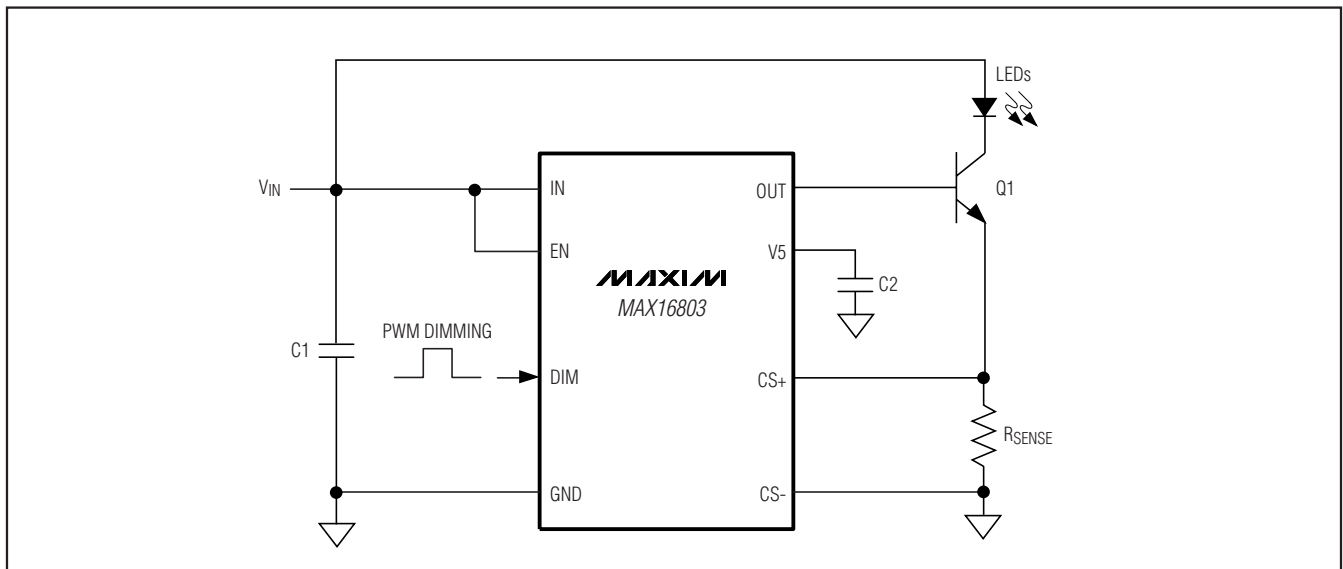 LEDs
VIN
IN
OUT
Q1
EN
V5
MAXIM
MAX16803
C2
PWM DIMMING
C1
DIM
CS+
RSENSE
GND
CS-